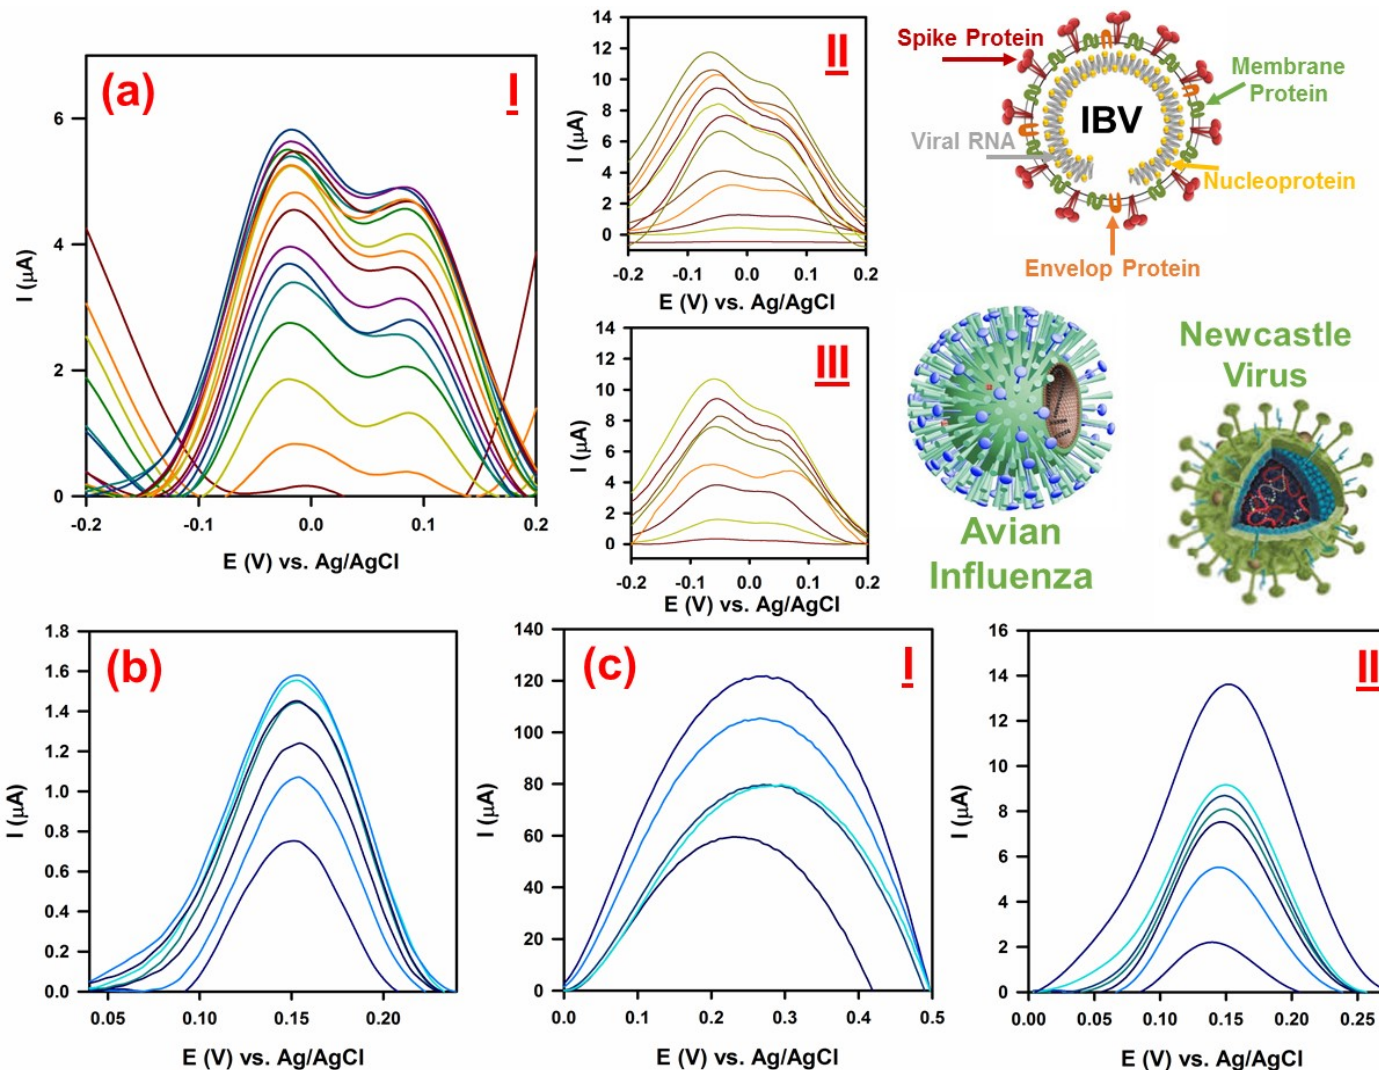 (a)
I
6
4
2
0
I (µA)
-0.2
-0.1
0.0
0.1
0.2
E (V) vs. Ag/AgCl
II
14
12
10
8
6
4
2
0
I (µA)
-0.2
-0.1
0.0
0.1
0.2
E (V) vs. Ag/AgCl
III
14
12
10
8
6
4
2
0
I (µA)
-0.2
-0.1
0.0
0.1
0.2
E (V) vs. Ag/AgCl
Spike Protein
Membrane
Protein
IBV
Viral RNA
Nucleoprotein
Envelop Protein
Avian
Influenza
Newcastle
Virus
(b)
1.8
1.6
1.4
1.2
1.0
0.8
0.6
0.4
0.2
0.0
I (µA)
0.05
0.10
0.15
0.20
E (V) vs. Ag/AgCl
(c)
I
140
120
100
80
60
40
20
0
I (µA)
0.0
0.1
0.2
0.3
0.4
0.5
E (V) vs. Ag/AgCl
II
16
14
12
10
8
6
4
2
0
I (µA)
0.00
0.05
0.10
0.15
0.20
0.25
E (V) vs. Ag/AgCl